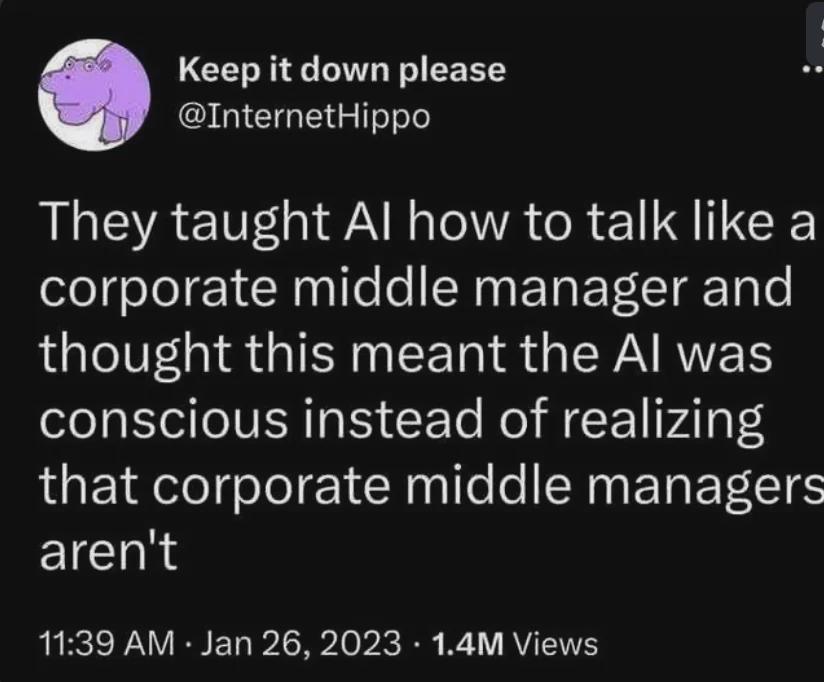 Keep it down please
@InternetHippo
They taught AI how to talk like a
corporate middle manager and
thought this meant the AI was
conscious instead of realizing
that corporate middle managers
aren't
11:39 AM · Jan 26, 2023 · 1.4M Views